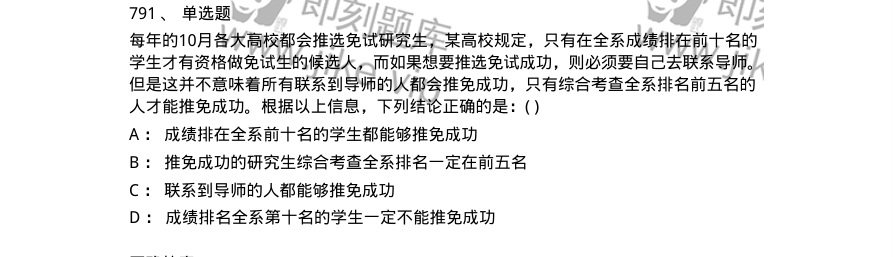 791 、 单选题
每年的10月各大高校都会推选免试研究生，某高校规定，只有在全系成绩排在前十名的
学生才有资格做免试生的候选人，而如果想要推选免试成功，则必须要自己去联系导师。
但是这并不意味着所有联系到导师的人都会推免成功，只有综合考查全系排名前五名的
人才能推免成功。根据以上信息，下列结论正确的是：( )
A ： 成绩排在全系前十名的学生都能够推免成功
B ： 推免成功的研究生综合考查全系排名一定在前五名
C ： 联系到导师的人都能够推免成功
D ： 成绩排名全系第十名的学生一定不能推免成功
即刻题库